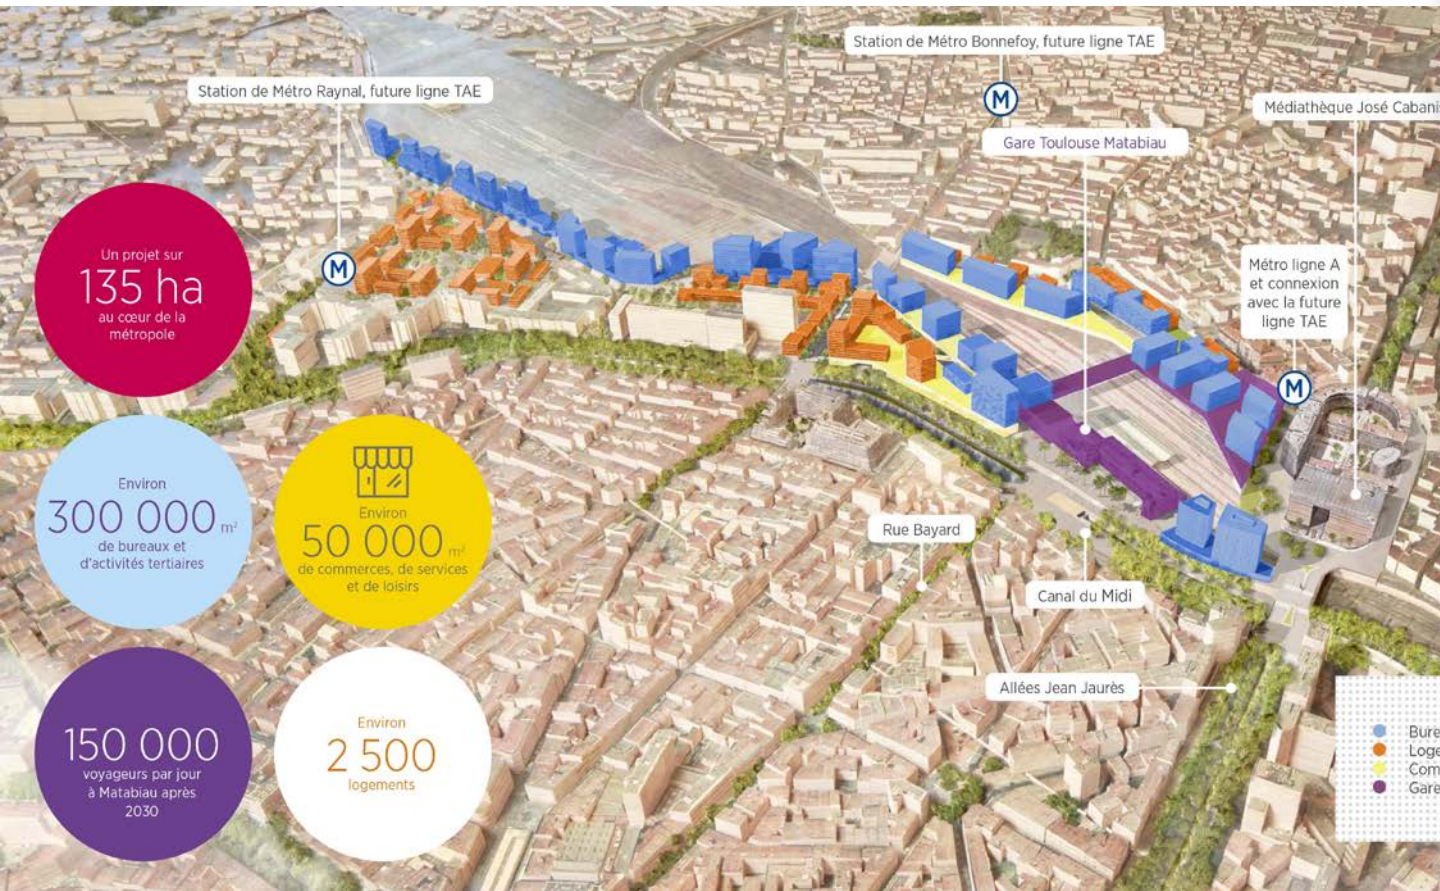 Station de Métro Bonnefoy, future ligne TAE
M
Station de Métro Raynal, future ligne TAE
M
Médiathèque José Cabanis
Gare Toulouse Matabiau
Métro ligne A
et connexion
avec la future
ligne TAE
M
Un projet sur
135 ha
au cœur de la
métropole
Environ
300 000 m²
de bureaux et
d'activités tertiaires
Environ
50 000 m²
de commerces, de services
et de loisirs
150 000
voyageurs par jour
à Matabiau après
2030
Environ
2 500
logements
Rue Bayard
Canal du Midi
Allées Jean Jaurès
Bure
Loge
Com
Gare